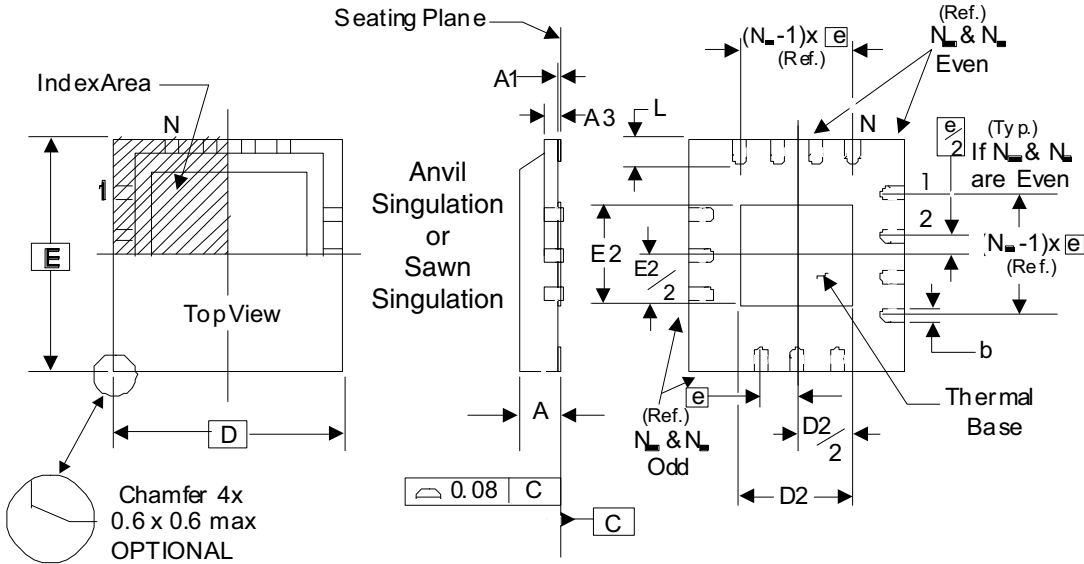 Seating Plane
Index Area
N
1
E
Top View
D
Chamfer 4x
0.6 x 0.6 max
OPTIONAL
A1
A3
L
Anvil
Singulation
or
Sawn
Singulation
A
0.08 C
C
(N -1)x e
(Ref.)
(Ref.)
N & N
Even
N
e/2
(Typ.)
If N & N
are Even
1
2
(N -1)x e
(Ref.)
E2
E2/2
b
Thermal
Base
e
(Ref.)
N & N
Odd
D2/2
D2